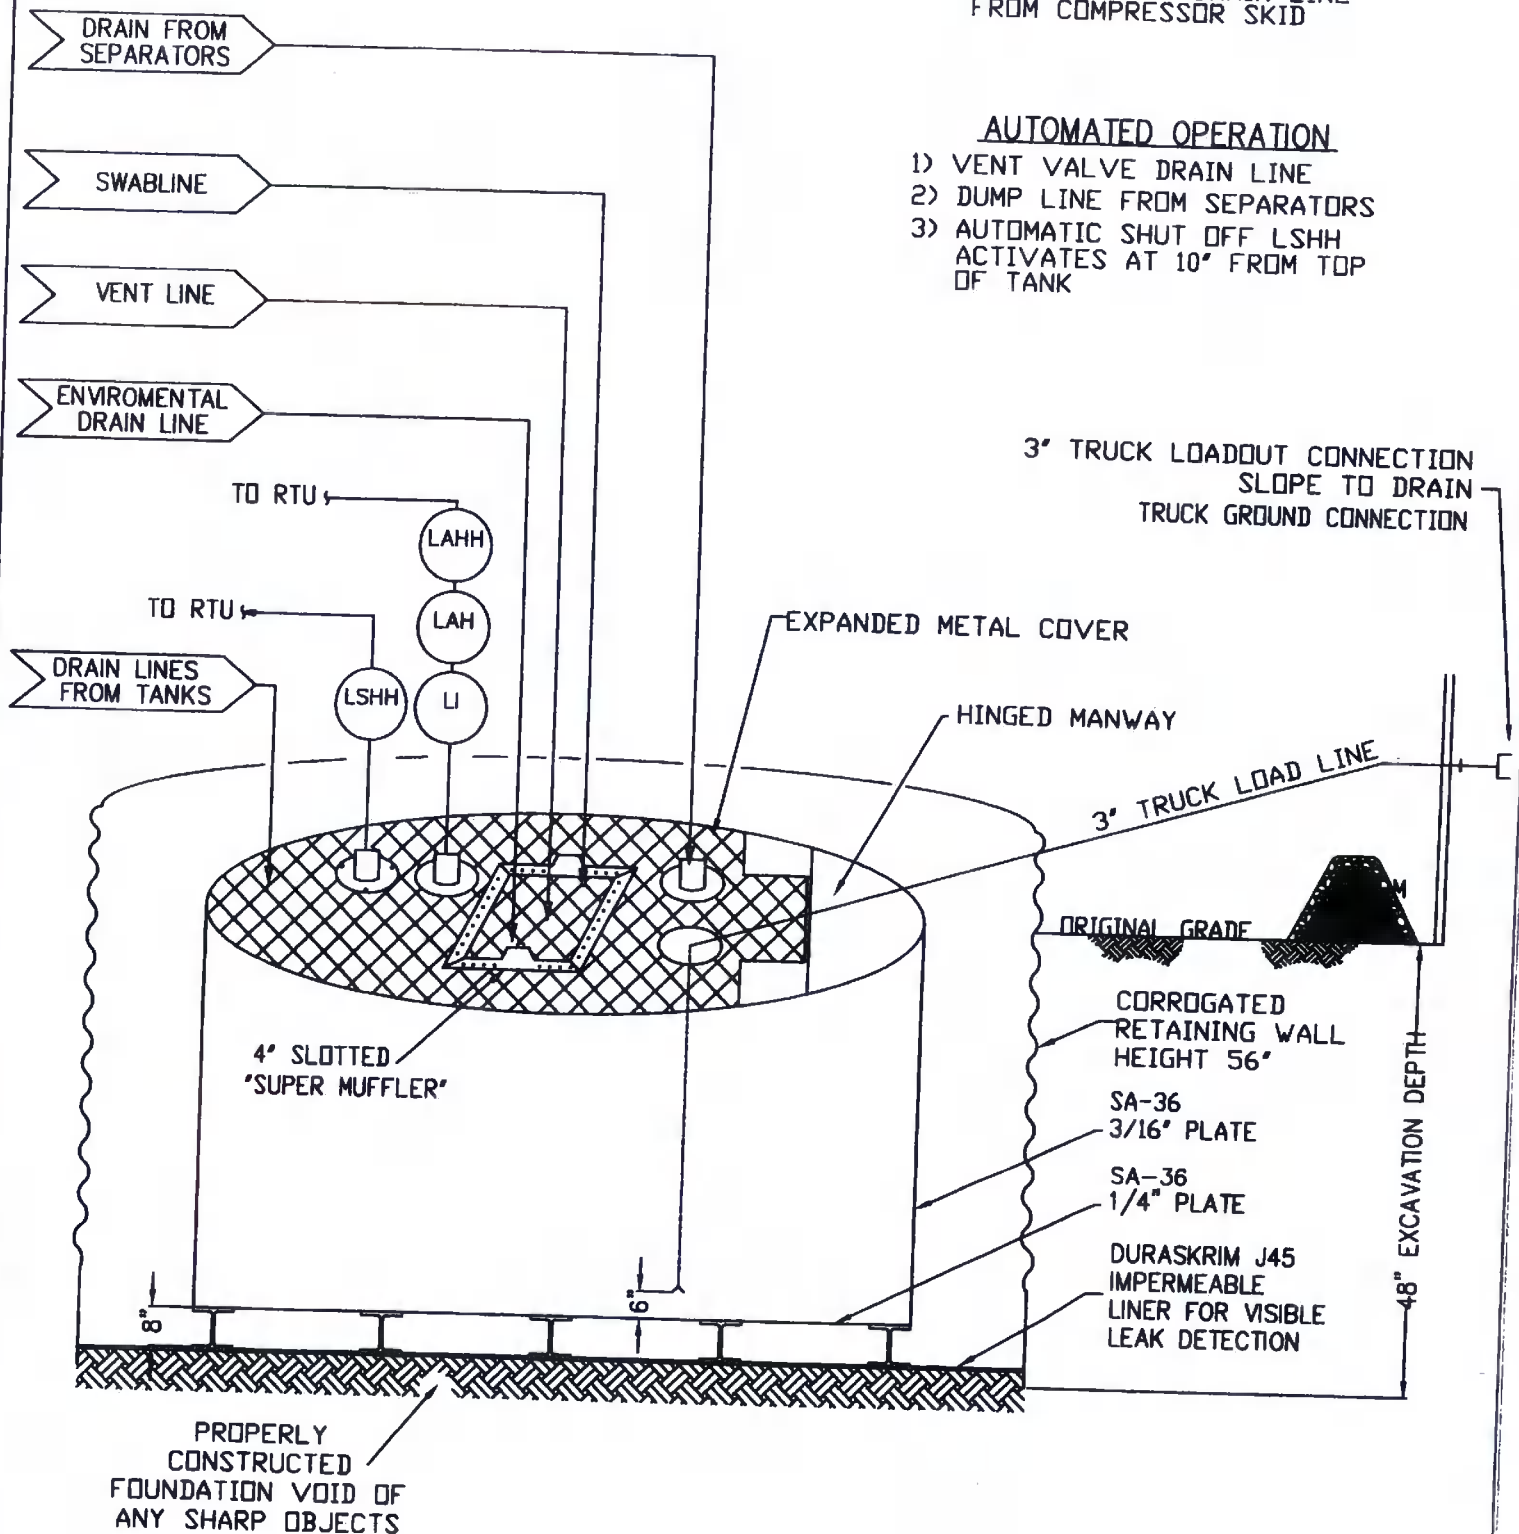 FROM COMPRESSOR SKID
DRAIN FROM
SEPARATORS
AUTOMATED OPERATION
1) VENT VALVE DRAIN LINE
2) DUMP LINE FROM SEPARATORS
3) AUTOMATIC SHUT OFF LSHH
ACTIVATES AT 10" FROM TOP
OF TANK
SWABLINE
VENT LINE
ENVIROMENTAL
DRAIN LINE
3" TRUCK LOADOUT CONNECTION
SLOPE TO DRAIN
TRUCK GROUND CONNECTION
TO RTU
LAHH
TO RTU
LAH
EXPANDED METAL COVER
DRAIN LINES
FROM TANKS
LSHH
LI
HINGED MANWAY
3" TRUCK LOAD LINE
M
ORIGINAL GRADE
4" SLOTTED
"SUPER MUFFLER"
CORROGATED
RETAINING WALL
HEIGHT 56"
SA-36
3/16" PLATE
SA-36
1/4" PLATE
DURASKRIM J45
IMPERMEABLE
LINER FOR VISIBLE
LEAK DETECTION
48" EXCAVATION DEPTH
8"
6"
PROPERLY
CONSTRUCTED
FOUNDATION VOID OF
ANY SHARP OBJECTS